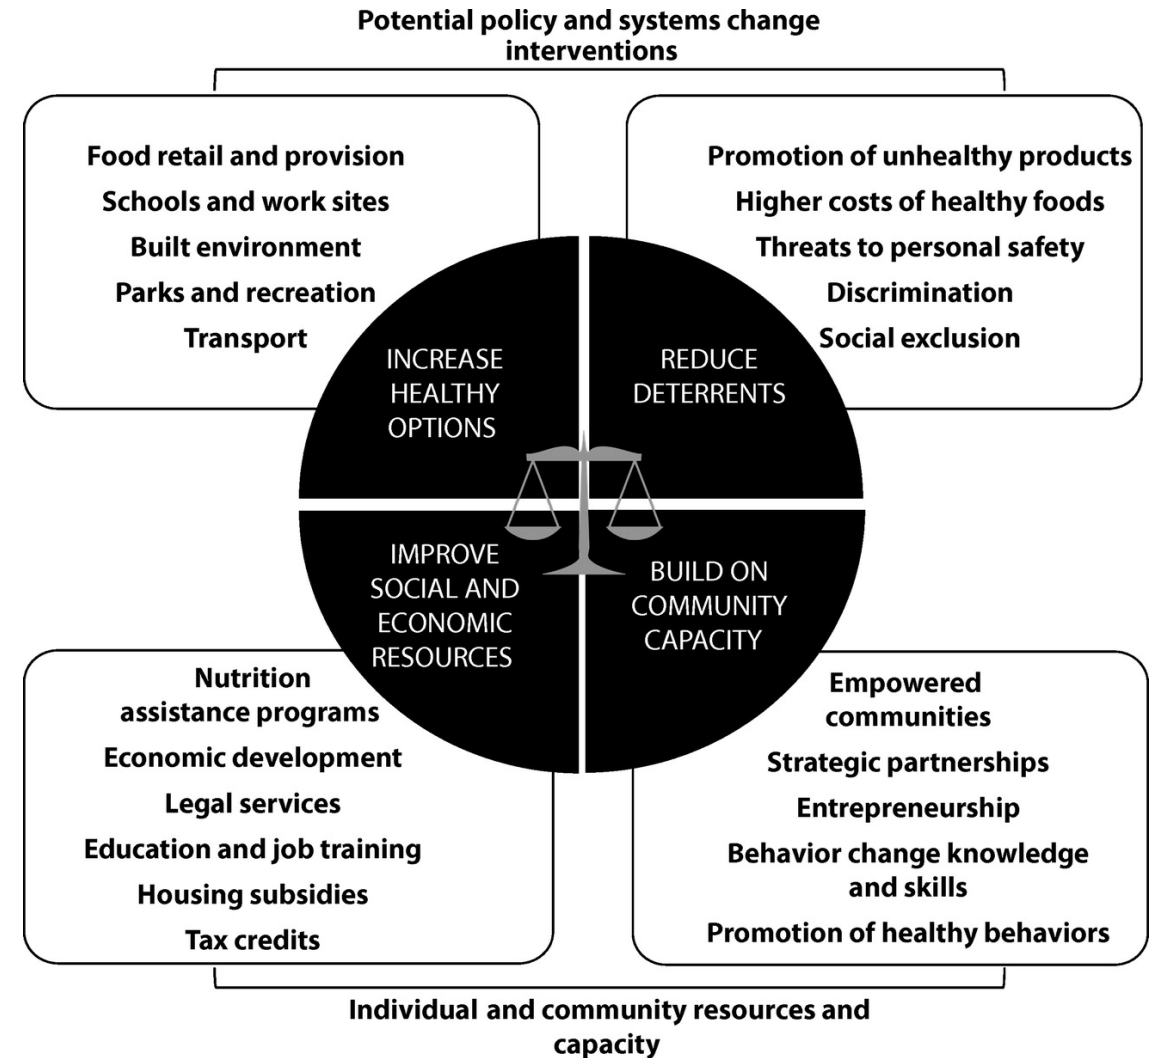 Potential policy and systems change
interventions
Food retail and provision
Schools and work sites
Built environment
Parks and recreation
Transport
Promotion of unhealthy products
Higher costs of healthy foods
Threats to personal safety
Discrimination
Social exclusion
INCREASE
HEALTHY
OPTIONS
REDUCE
DETERRENTS
IMPROVE
SOCIAL AND
ECONOMIC
RESOURCES
BUILD ON
COMMUNITY
CAPACITY
Nutrition
assistance programs
Economic development
Legal services
Education and job training
Housing subsidies
Tax credits
Empowered
communities
Strategic partnerships
Entrepreneurship
Behavior change knowledge
and skills
Promotion of healthy behaviors
Individual and community resources and
capacity